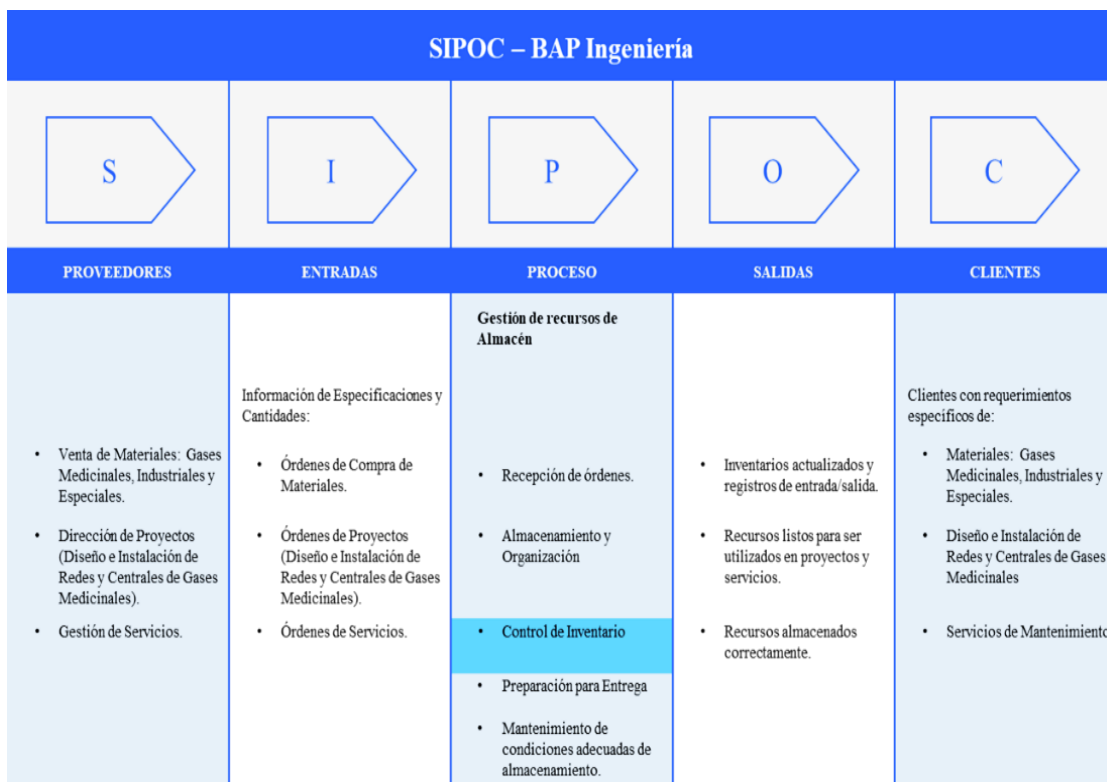 SIPOC – BAP Ingeniería
S
I
P
O
C
PROVEEDORES
ENTRADAS
PROCESO
SALIDAS
CLIENTES
• Venta de Materiales: Gases
Medicinales, Industriales y
Especiales.
• Dirección de Proyectos
(Diseño e Instalación de
Redes y Centrales de Gases
Medicinales).
• Gestión de Servicios.
Información de Especificaciones y
Cantidades:
• Órdenes de Compra de
Materiales.
• Órdenes de Proyectos
(Diseño e Instalación de
Redes y Centrales de Gases
Medicinales).
• Órdenes de Servicios.
Gestión de recursos de
Almacén
• Recepción de órdenes.
• Almacenamiento y
Organización
• Control de Inventario
• Preparación para Entrega
• Mantenimiento de
condiciones adecuadas de
almacenamiento.
• Inventarios actualizados y
registros de entrada/salida.
• Recursos listos para ser
utilizados en proyectos y
servicios.
• Recursos almacenados
correctamente.
Clientes con requerimientos
específicos de:
• Materiales: Gases
Medicinales, Industriales y
Especiales.
• Diseño e Instalación de
Redes y Centrales de Gases
Medicinales
• Servicios de Mantenimiento